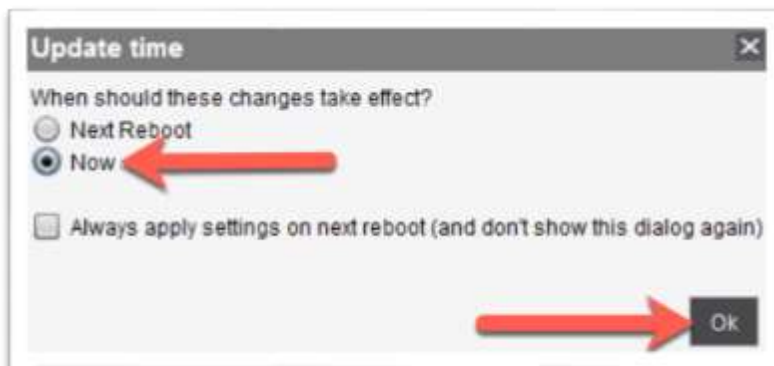 Update time
When should these changes take effect?
Next Reboot
Now
Always apply settings on next reboot (and don't show this dialog again)
Ok